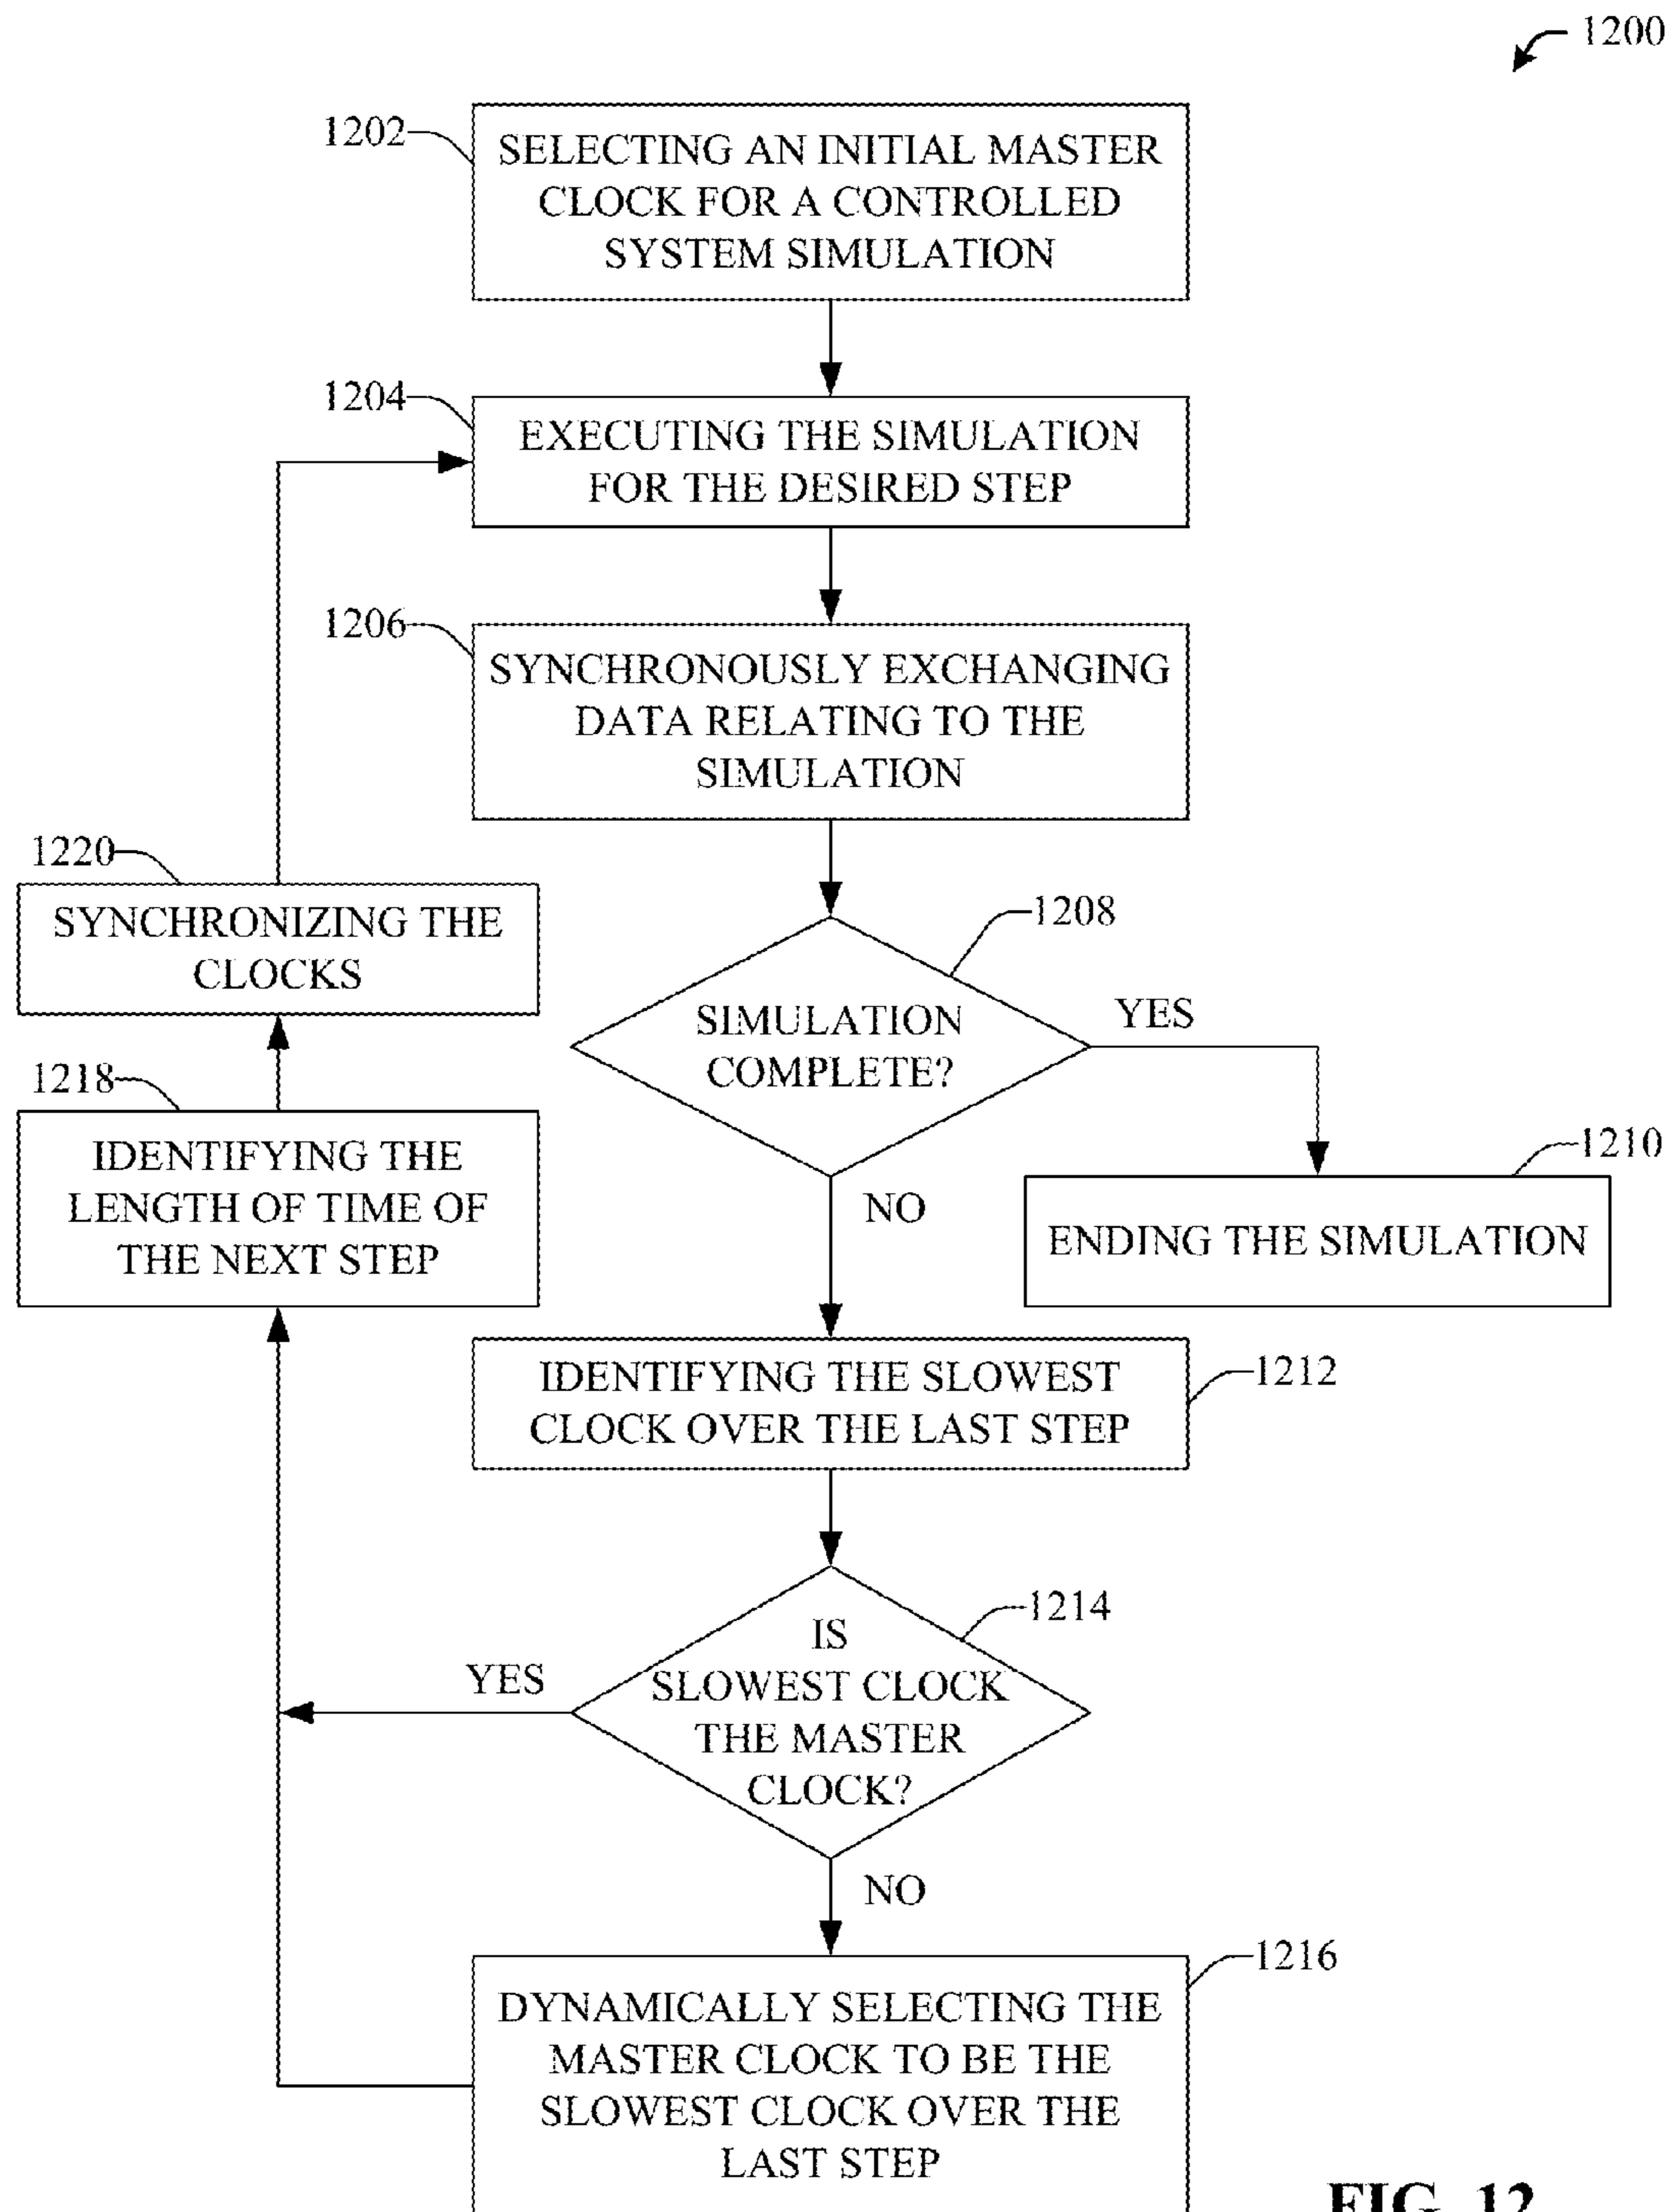 1200
1202
SELECTING AN INITIAL MASTER
CLOCK FOR A CONTROLLED
SYSTEM SIMULATION
1204
EXECUTING THE SIMULATION
FOR THE DESIRED STEP
1206
SYNCHRONOUSLY EXCHANGING
DATA RELATING TO THE
SIMULATION
1220
SYNCHRONIZING THE
CLOCKS
1208
SIMULATION
COMPLETE?
YES
NO
1218
IDENTIFYING THE
LENGTH OF TIME OF
THE NEXT STEP
1210
ENDING THE SIMULATION
1212
IDENTIFYING THE SLOWEST
CLOCK OVER THE LAST STEP
1214
IS
SLOWEST CLOCK
THE MASTER
CLOCK?
YES
NO
1216
DYNAMICALLY SELECTING THE
MASTER CLOCK TO BE THE
SLOWEST CLOCK OVER THE
LAST STEP
FIG. 12